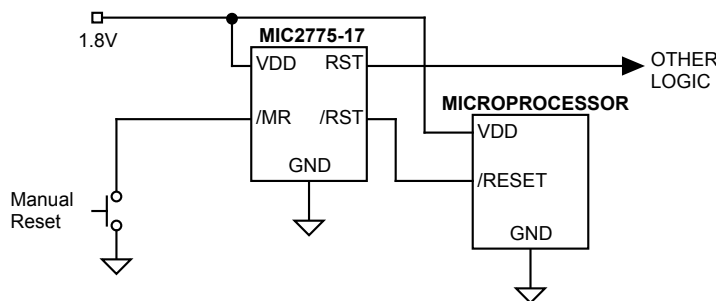 1.8V
MIC2775-17
VDD
RST
OTHER
LOGIC
MICROPROCESSOR
/MR
/RST
VDD
GND
/RESET
Manual
Reset
GND